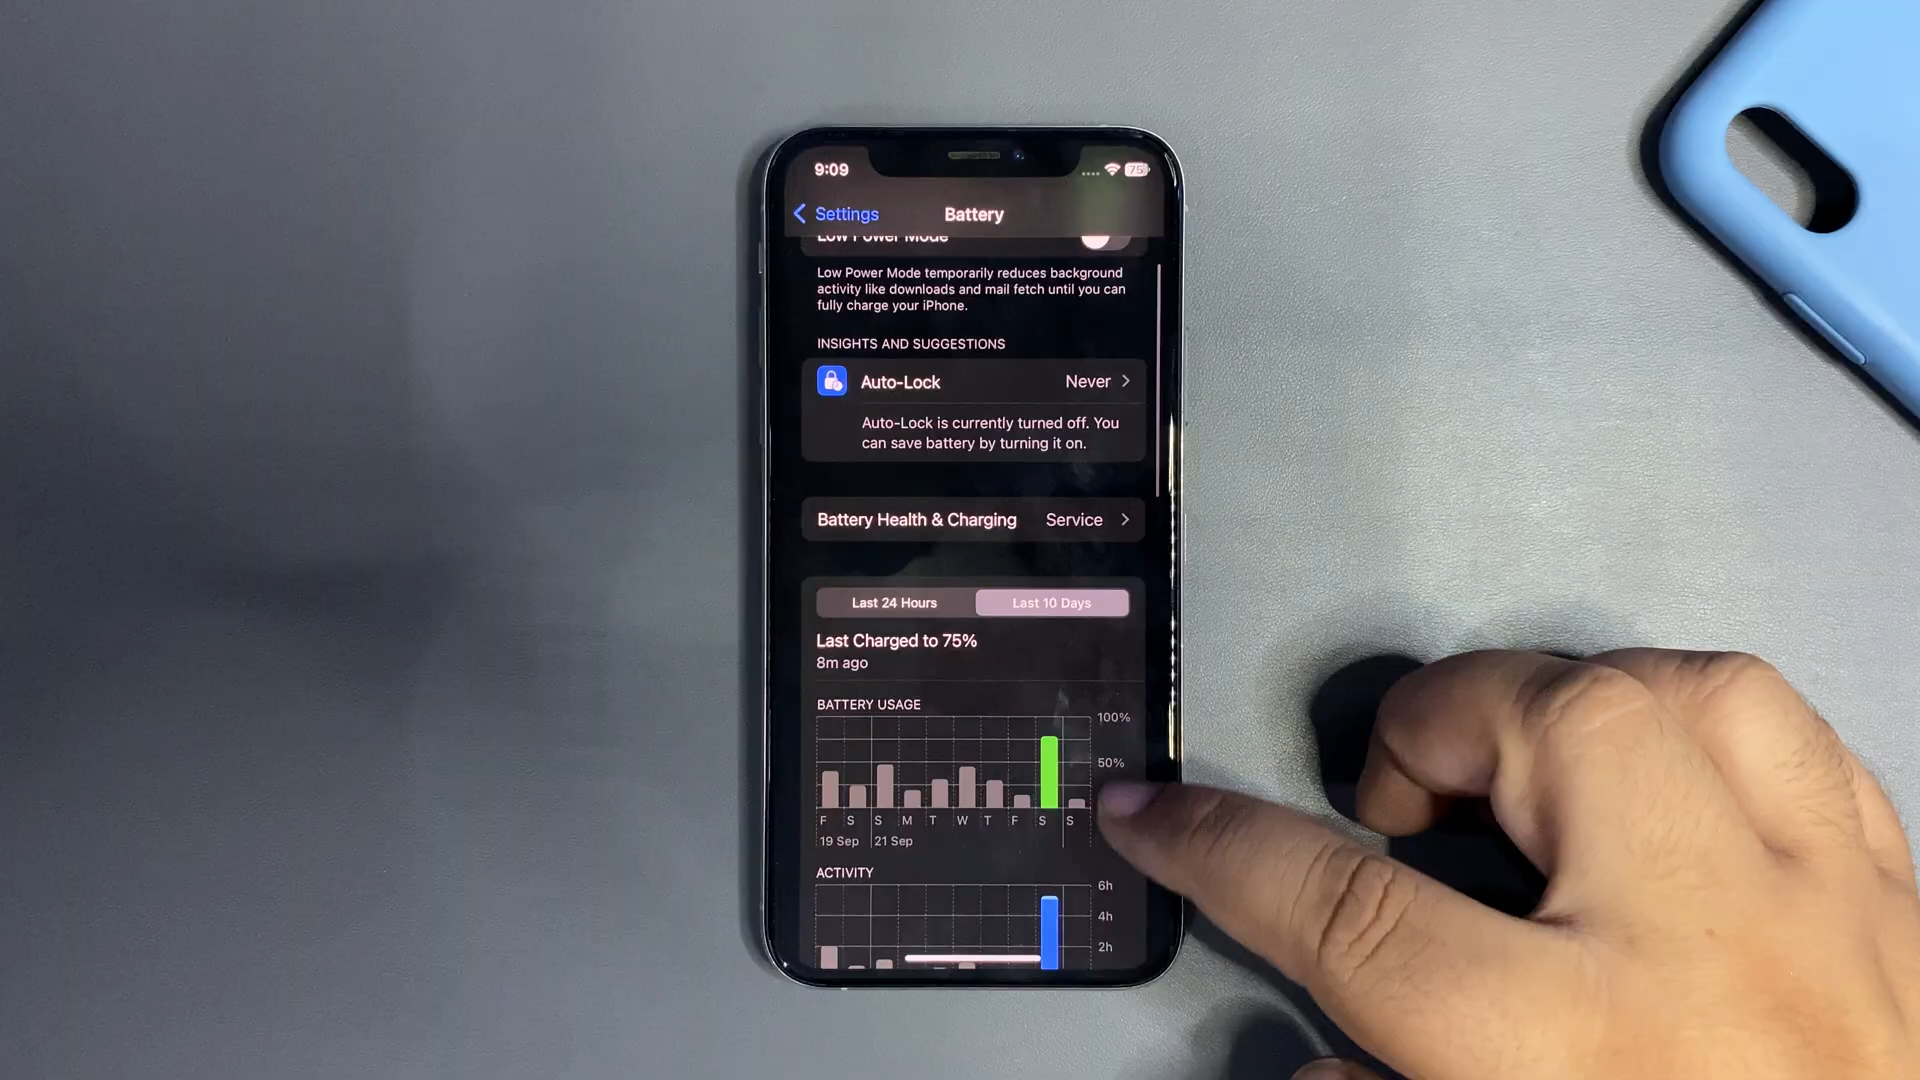 9:09
75
Settings
Battery
Low Power Mode
Low Power Mode temporarily reduces background
activity like downloads and mail fetch until you can
fully charge your iPhone.
INSIGHTS AND SUGGESTIONS
Auto-Lock Never
Auto-Lock is currently turned off. You
can save battery by turning it on.
Battery Health & Charging Service
Last 24 Hours Last 10 Days
Last Charged to 75%
8m ago
BATTERY USAGE
100%
50%
F S S M T W T F S S
19 Sep 21 Sep
ACTIVITY
6h
4h
2h